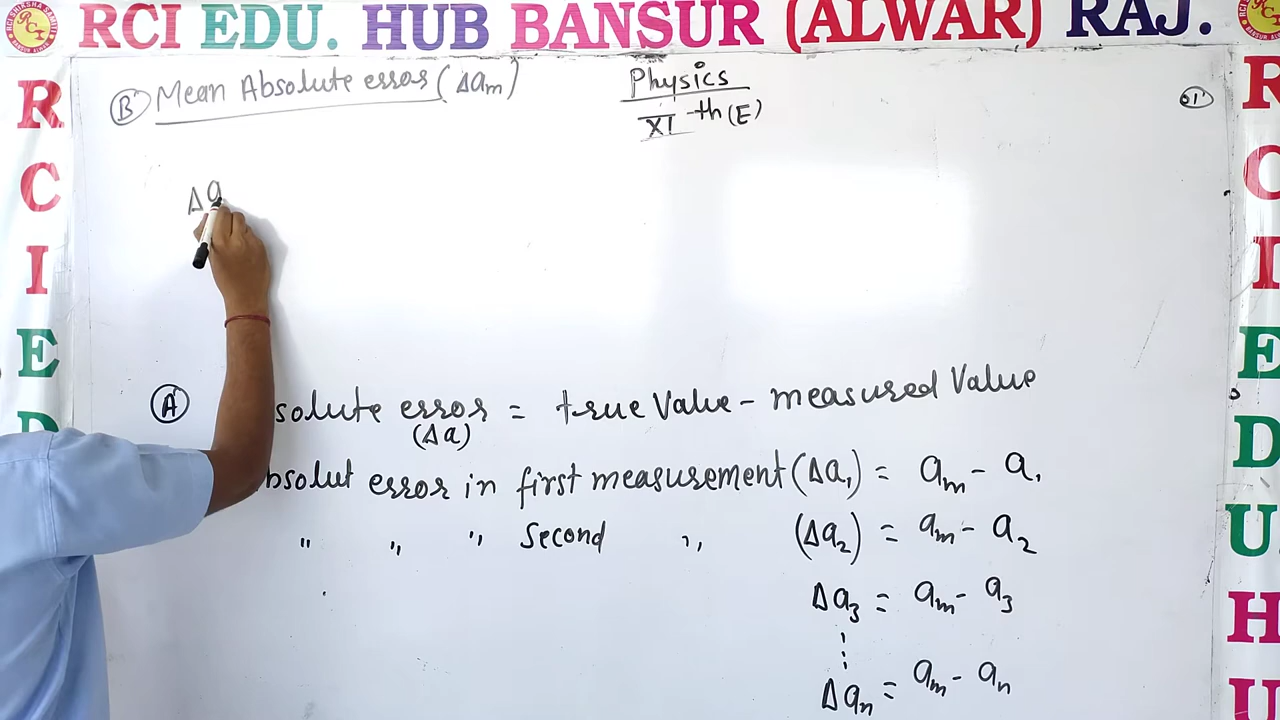 RCI EDU. HUB BANSUR (ALWAR) RAJ.
R
C
I
E
D
Ⓑ Mean Absolute error (Δam)
Physics
XI-th (E)
01
Δa
Ⓐ solute error = true Value - measured Value
(Δa)
bsolut error in first measurement (Δa₁) = am - a₁
" " " Second " (Δa₂) = am - a₂
Δa₃ = am - a₃
Δan = am - an
R
C
I
E
D
U.
H
U